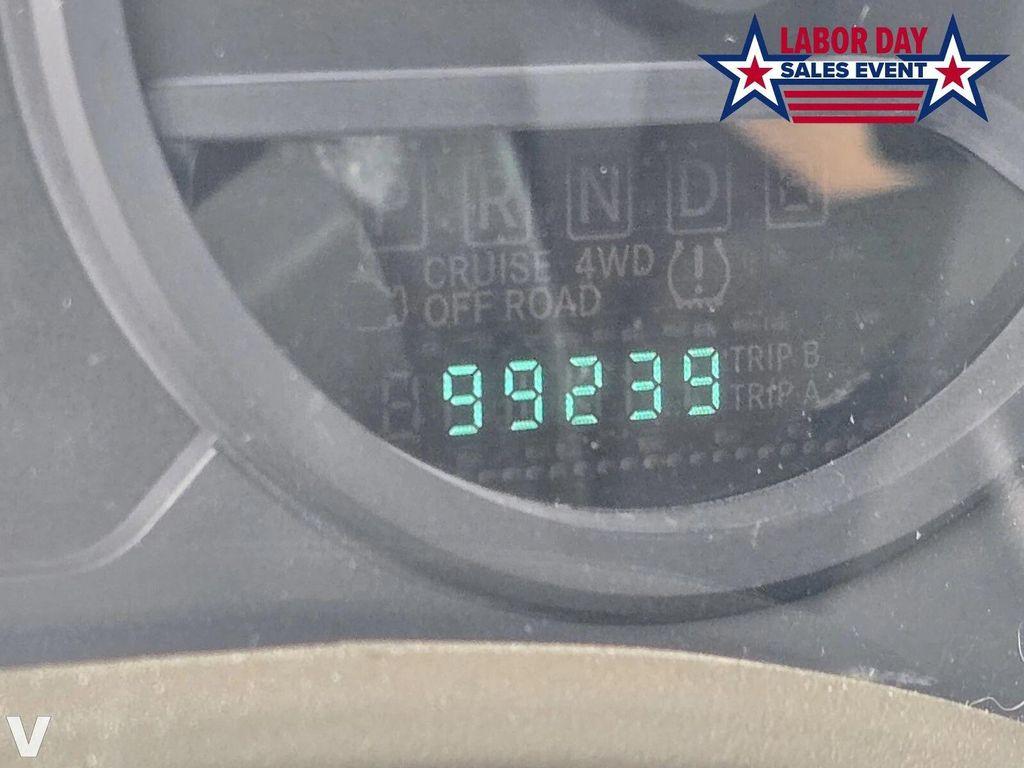 LABOR DAY
SALES EVENT
P R N D
CRUISE 4WD
OFF ROAD
TRIP B
99239
TRIP A
V